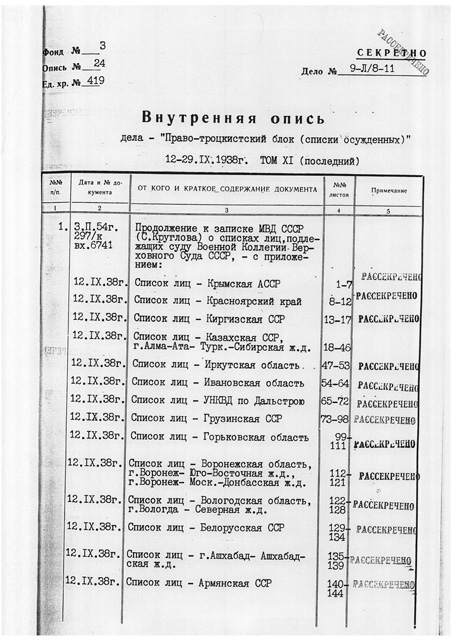 РАССЕКРЕЧЕНО
Фонд № 3
СЕКРЕТНО
Опись № 24
Дело № 9-Л/8-11
Ед. хр. № 419
Внутренняя опись
дела - "Право-троцкистский блок (списки осужденных)"
12-29.IX.1938г. ТОМ XI (последний)
№№ п/п. Дата и № документа ОТ КОГО И КРАТКОЕ СОДЕРЖАНИЕ ДОКУМЕНТА №№ листов Примечание
1 2 3 4 5
1. 3.П.54г. Продолжение к записке МВД СССР
297/к (С.Круглова) о списках лиц, подле-
вх.6741 жащих суду Военной Коллегии Вер-
ховного Суда СССР, - с приложе-
нием:
12.IX.38г. Список лиц - Крымская АССР 1-7 РАССЕКРЕЧЕНО
12.IX.38г. Список лиц - Красноярский край 8-12 РАССЕКРЕЧЕНО
12.IX.38г. Список лиц - Киргизская ССР 13-17 РАССЕКРЕЧЕНО
12.IX.38г. Список лиц - Казахская ССР,
г.Алма-Ата- Турк.-Сибирская ж.д. 18-46
12.IX.38г. Список лиц - Иркутская область 47-53 РАССЕКРЕЧЕНО
12.IX.38г. Список лиц - Ивановская область 54-64 РАССЕКРЕЧЕНО
12.IX.38г. Список лиц - УНКВД по Дальстрою 65-72 РАССЕКРЕЧЕНО
12.IX.38г. Список лиц - Грузинская ССР 73-98 РАССЕКРЕЧЕНО
12.IX.38г. Список лиц - Горьковская область 99-
111 РАССЕКРЕЧЕНО
12.IX.38г. Список лиц - Воронежская область,
г.Воронеж- Юго-Восточная ж.д., 112- РАССЕКРЕЧЕНО
г.Воронеж- Моск.-Донбасская ж.д. 121
12.IX.38г. Список лиц - Вологодская область, 122- РАССЕКРЕЧЕНО
г.Вологда - Северная ж.д. 128
12.IX.38г. Список лиц - Белорусская ССР 129- РАССЕКРЕЧЕНО
134
12.IX.38г. Список лиц - г.Ашхабад- Ашхабад- 135- РАССЕКРЕЧЕНО
ская ж.д. 139
12.IX.38г. Список лиц - Армянская ССР 140- РАССЕКРЕЧЕНО
144